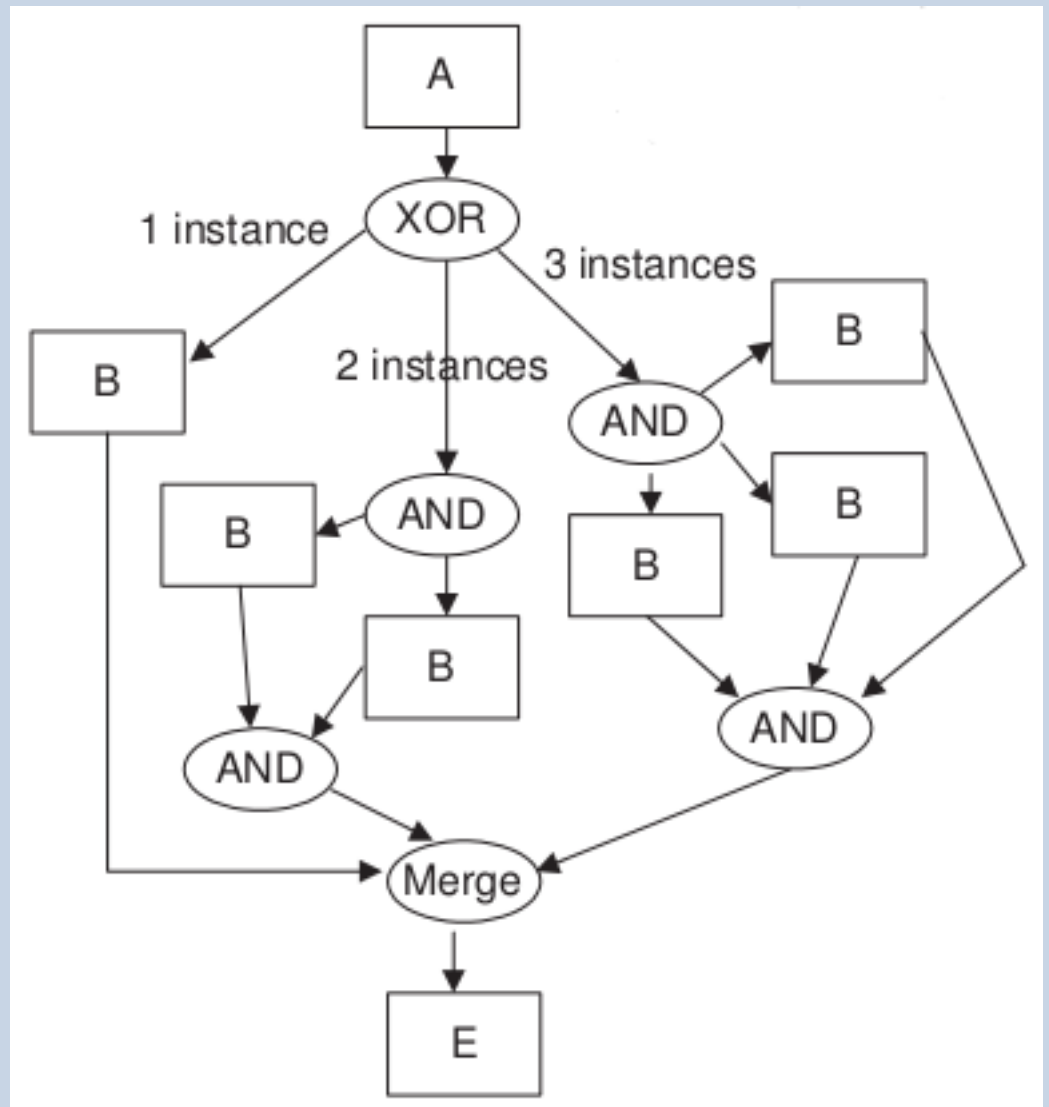 A
XOR
1 instance
3 instances
B
2 instances
B
AND
B
AND
B
B
B
AND
AND
Merge
E